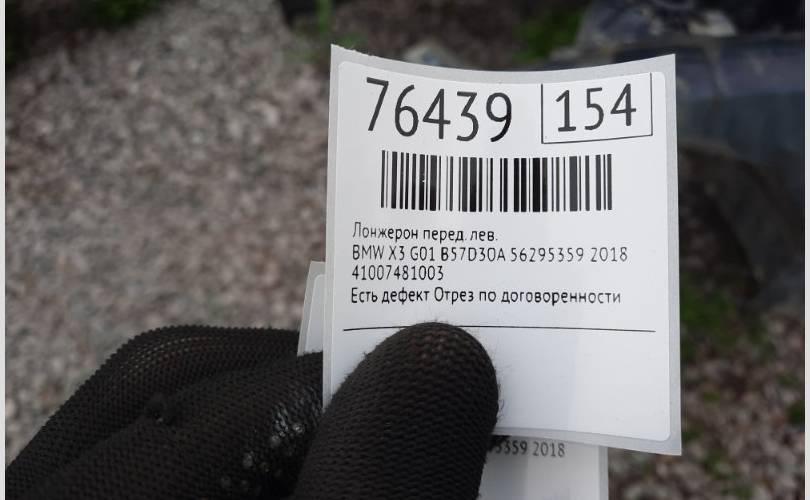 76439 154
Лонжерон перед. лев.
BMW X3 G01 B57D30A 56295359 2018
41007481003
Есть дефект Отрез по договоренности
5359 2018